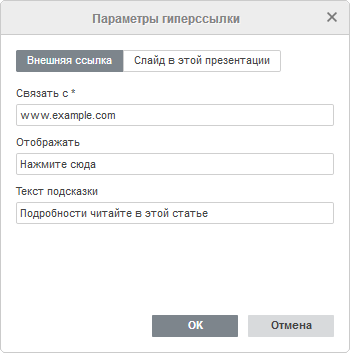 Параметры гиперссылки
Внешняя ссылка Слайд в этой презентации
Связать с *
www.example.com
Отображать
Нажмите сюда
Текст подсказки
Подробности читайте в этой статье
ОК Отмена